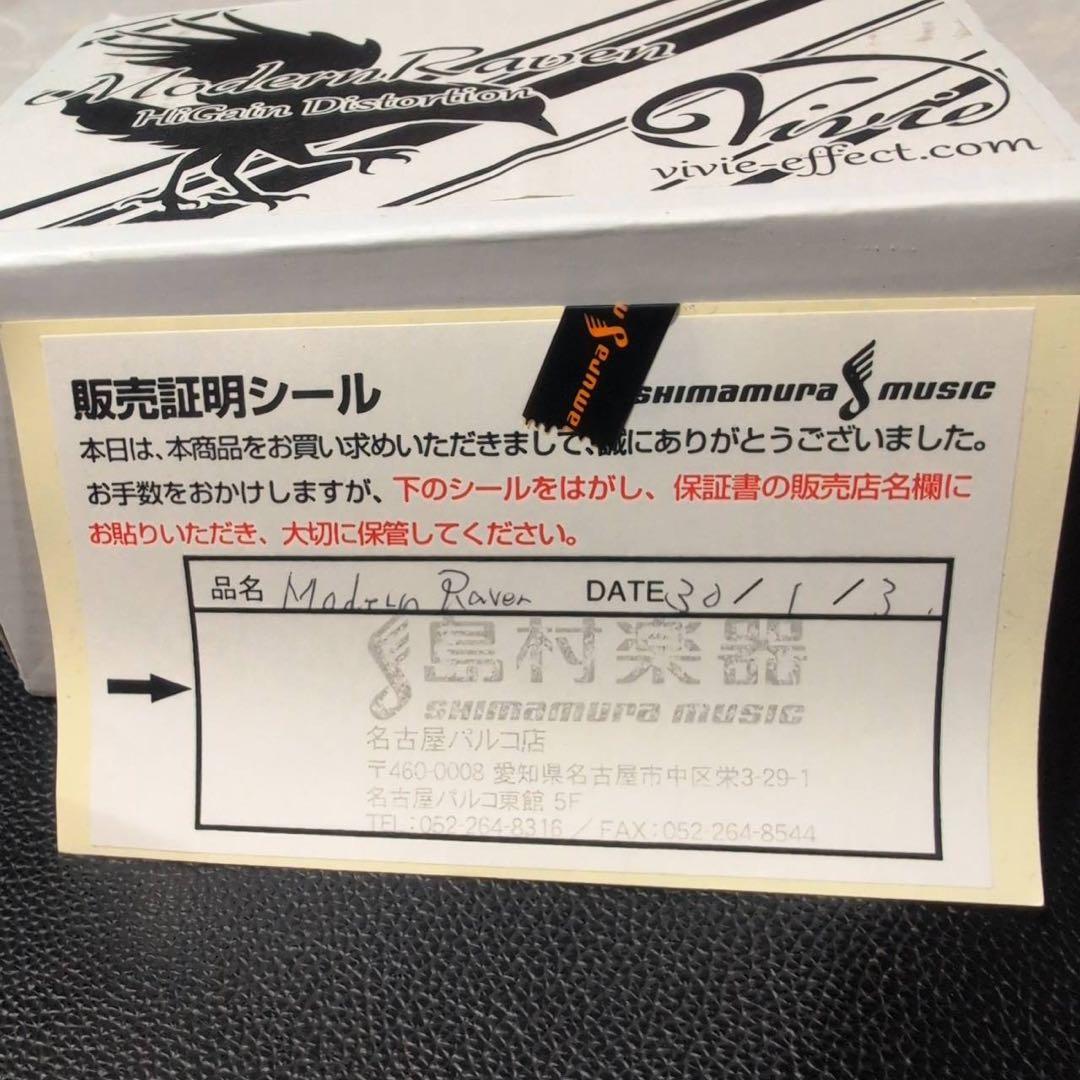 Modern Raven
HiGain Distortion
Vivie
vivie-effect.com
販売証明シール
SHIMAMURA MUSIC
本日は、本商品をお買い求めいただきまして、誠にありがとうございました。
お手数をおかけしますが、下のシールをはがし、保証書の販売店名欄に
お貼りいただき、大切に保管してください。
品名 Modern Raven DATE 30/1/3.
島村楽器
SHIMAMURA MUSIC
名古屋パルコ店
〒460-0008 愛知県名古屋市中区栄3-29-1
名古屋パルコ東館 5F
TEL:052-264-8316 / FAX:052-264-8544